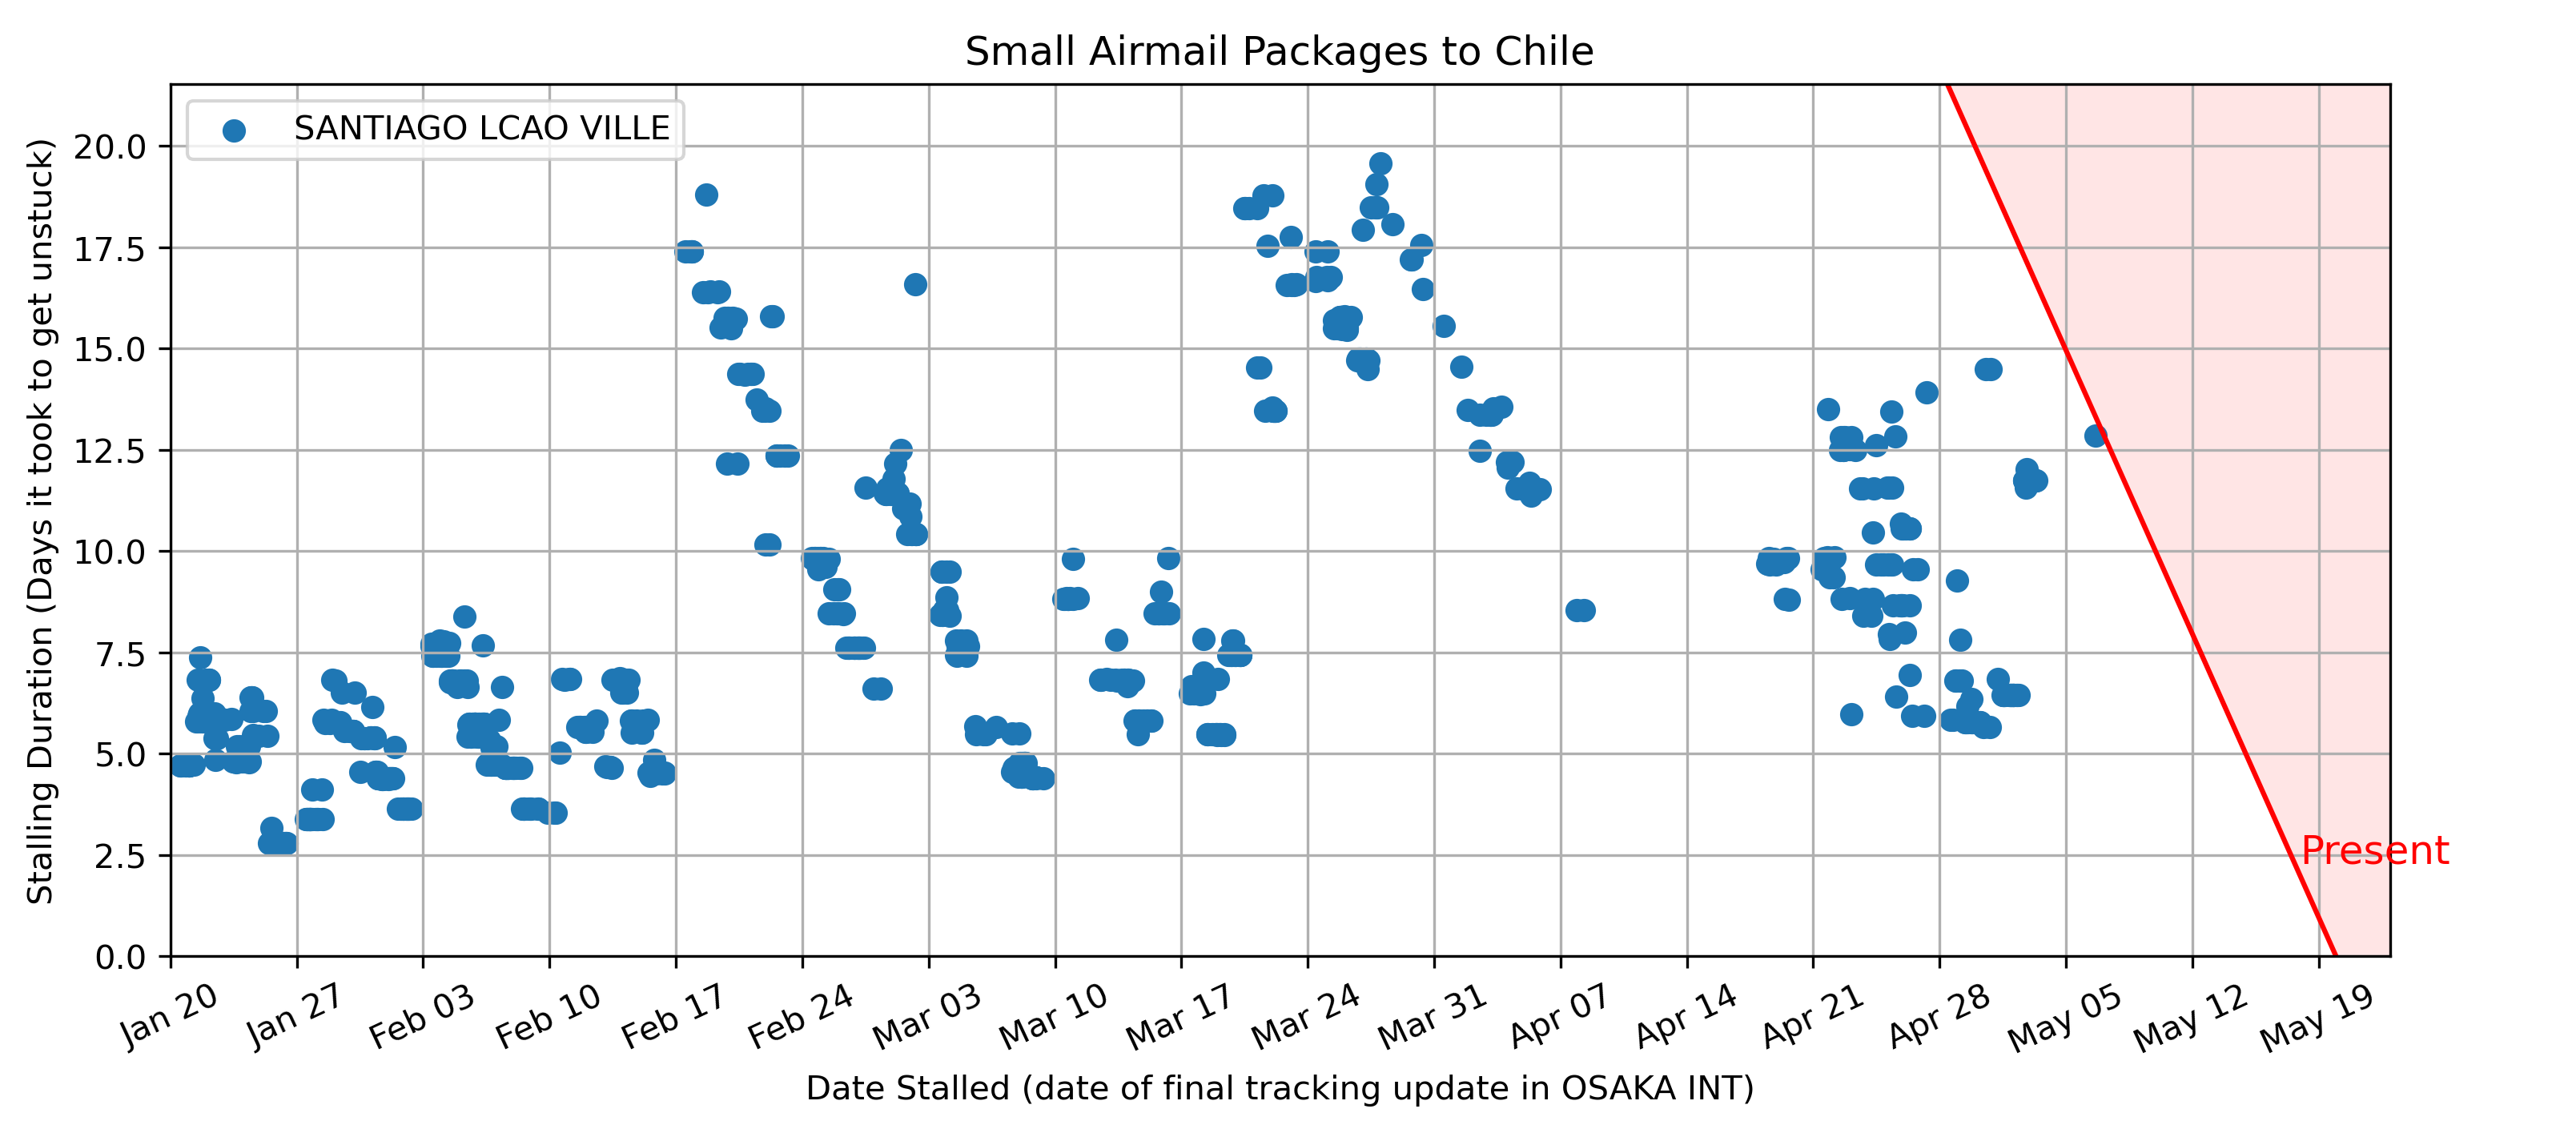 Small Airmail Packages to Chile
SANTIAGO LCAO VILLE
Stalling Duration (Days it took to get unstuck)
20.0
17.5
15.0
12.5
10.0
7.5
5.0
2.5
0.0
Present
Jan 20
Jan 27
Feb 03
Feb 10
Feb 17
Feb 24
Mar 03
Mar 10
Mar 17
Mar 24
Mar 31
Apr 07
Apr 14
Apr 21
Apr 28
May 05
May 12
May 19
Date Stalled (date of final tracking update in OSAKA INT)